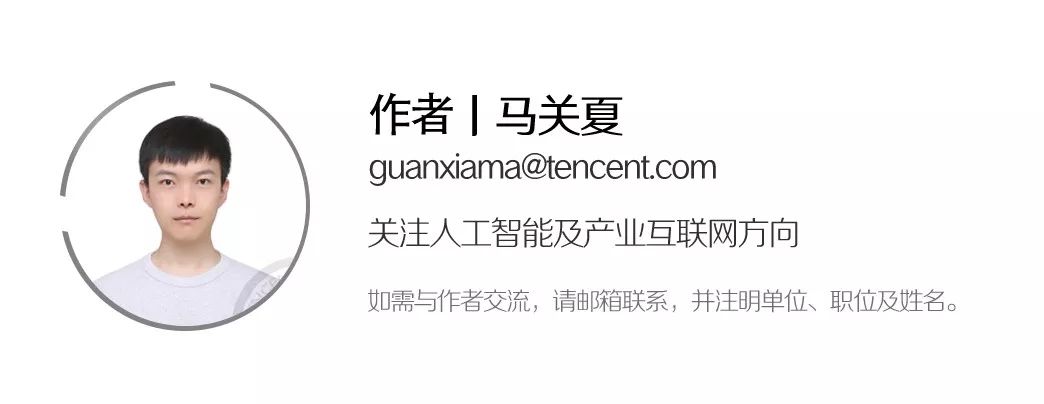 作者 | 马关夏
guanxiama@tencent.com
关注人工智能及产业互联网方向
如需与作者交流，请邮箱联系，并注明单位、职位及姓名。